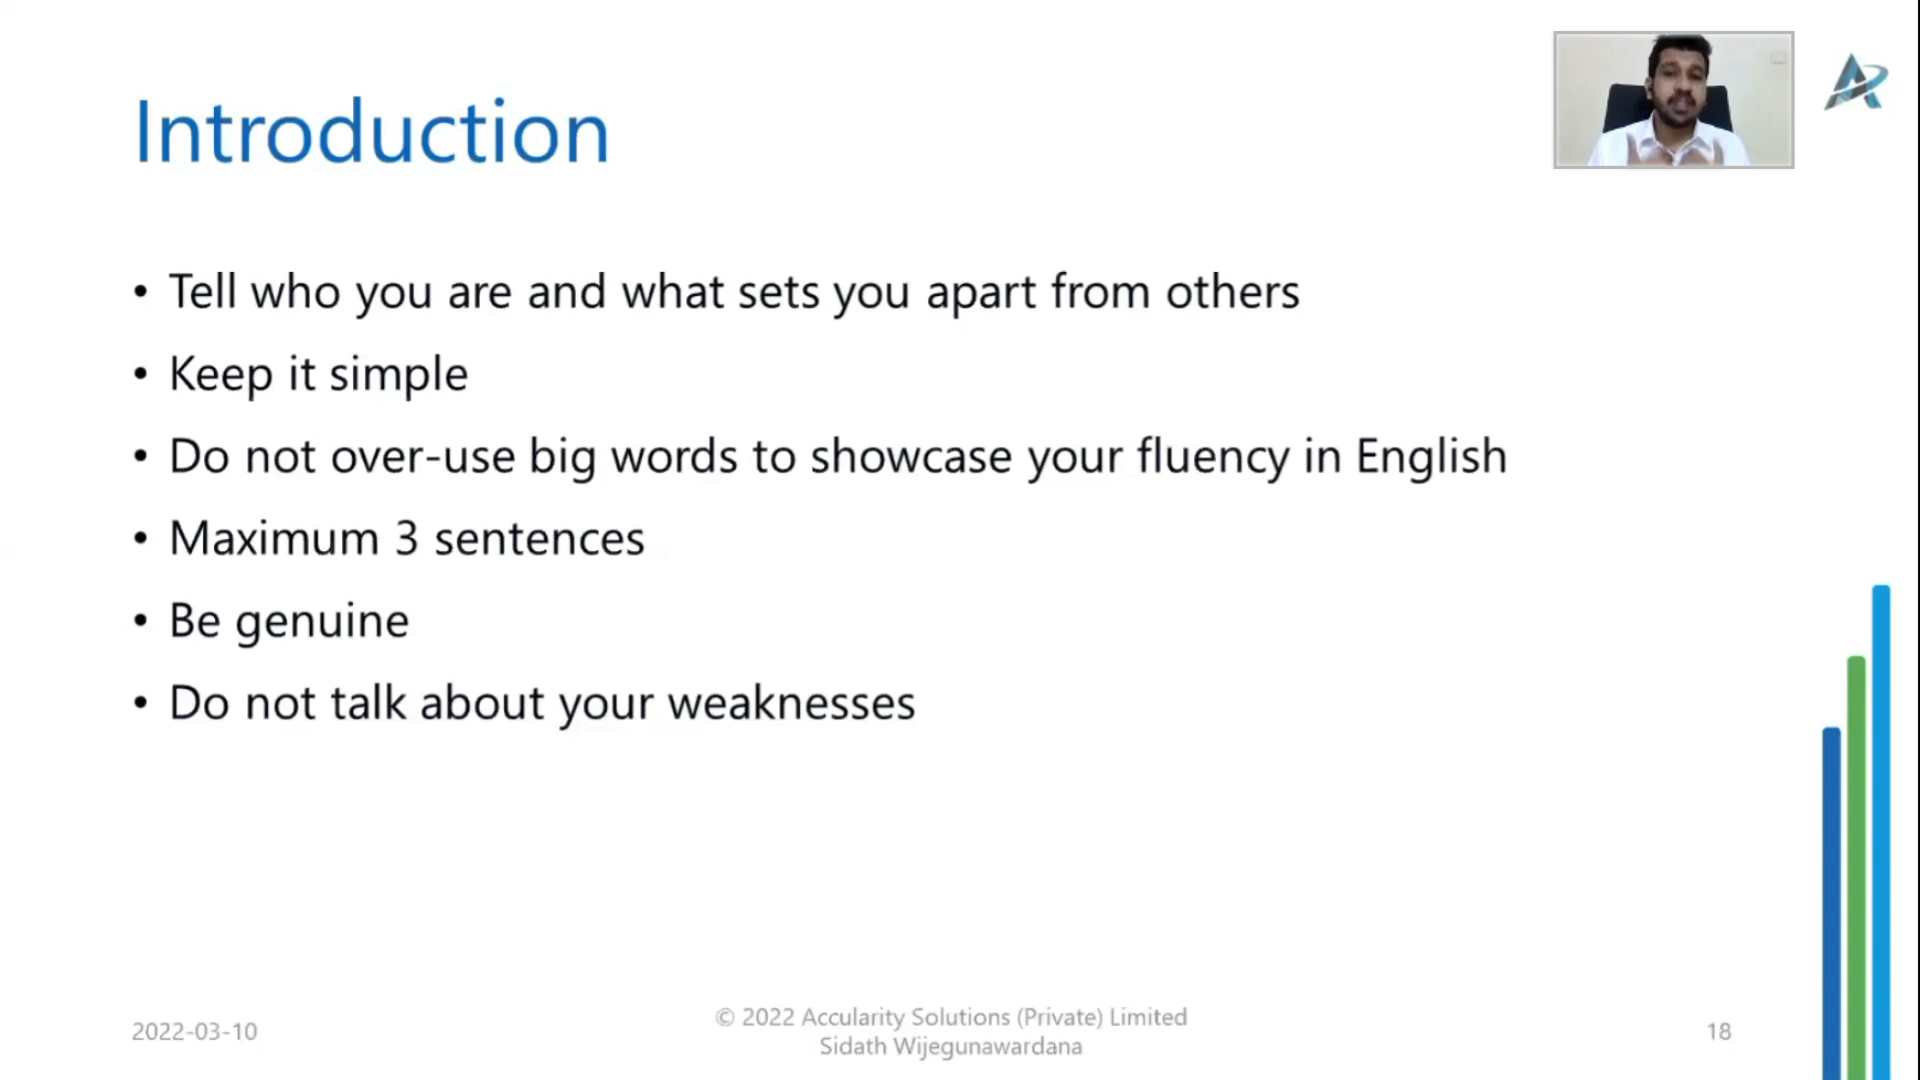 Introduction
• Tell who you are and what sets you apart from others
• Keep it simple
• Do not over-use big words to showcase your fluency in English
• Maximum 3 sentences
• Be genuine
• Do not talk about your weaknesses
2022-03-10
© 2022 Accularity Solutions (Private) Limited
Sidath Wijegunawardana
18